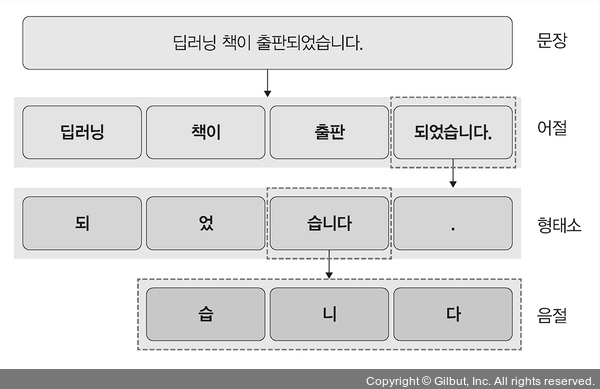 딥러닝 책이 출판되었습니다. 문장
딥러닝 책이 출판 되었습니다. 어절
되 었 습니다 . 형태소
습 니 다 음절
Copyright © Gilbut, Inc. All rights reserved.